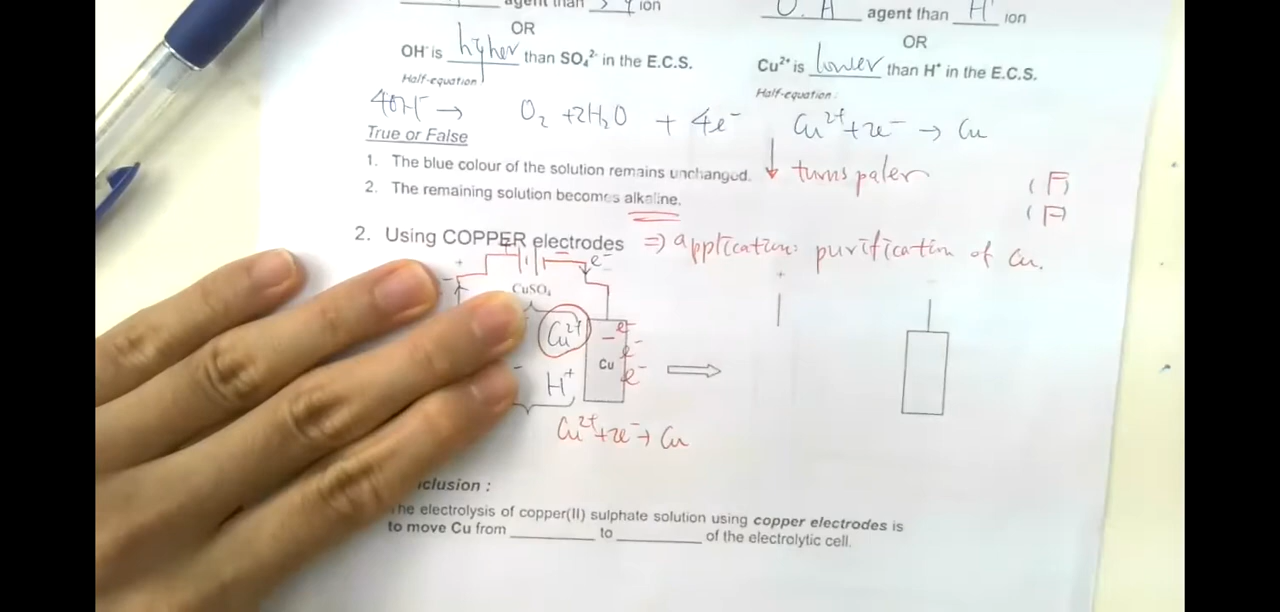 agent than ion
OR
OH⁻ is higher than SO₄²⁻ in the E.C.S.
Half-equation
4OH⁻ → O₂ + 2H₂O + 4e⁻
O. A agent than H⁺ ion
OR
Cu²⁺ is lower than H⁺ in the E.C.S.
Half-equation :
Cu²⁺ + 2e⁻ → Cu
True or False
1. The blue colour of the solution remains unchanged. ↓ turns paler (F)
2. The remaining solution becomes alkaline. (F)
2. Using COPPER electrodes ⇒ application: purification of Cu.
+ e⁻ +
CuSO₄
Cu²⁺ e⁻
Cu e⁻
H⁺ e⁻
Cu²⁺ + 2e⁻ → Cu
clusion :
he electrolysis of copper(II) sulphate solution using copper electrodes is
to move Cu from __________ to __________ of the electrolytic cell.